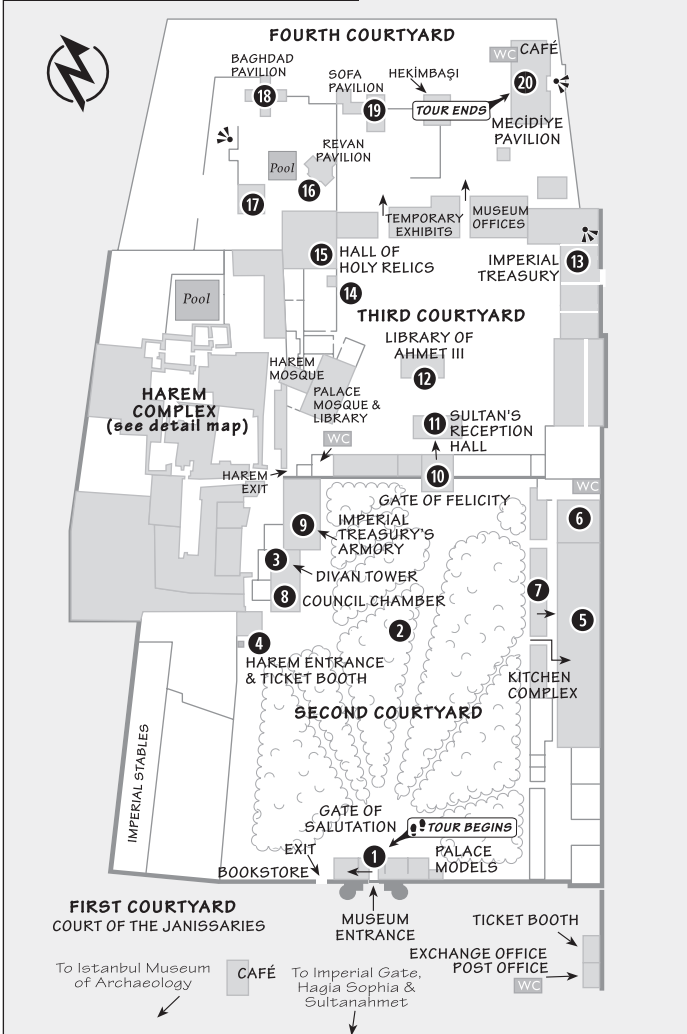 FOURTH COURTYARD
WC
CAFÉ
BAGHDAD
PAVILION
SOFA
PAVILION
HEKİMBAŞI
20
18
19
TOUR ENDS
MECİDİYE
PAVILION
REVAN
PAVILION
Pool
16
17
TEMPORARY
EXHIBITS
MUSEUM
OFFICES
15
HALL OF
HOLY RELICS
IMPERIAL
TREASURY
13
14
Pool
THIRD COURTYARD
LIBRARY OF
AHMET III
12
HAREM
MOSQUE
PALACE
MOSQUE &
LIBRARY
HAREM
COMPLEX
(see detail map)
11
SULTAN'S
RECEPTION
HALL
WC
HAREM
EXIT
10
GATE OF FELICITY
WC
9
IMPERIAL
TREASURY'S
ARMORY
6
3
DIVAN TOWER
8
COUNCIL CHAMBER
7
5
2
4
HAREM ENTRANCE
& TICKET BOOTH
KITCHEN
COMPLEX
SECOND COURTYARD
IMPERIAL STABLES
GATE OF
SALUTATION
TOUR BEGINS
1
EXIT
BOOKSTORE
PALACE
MODELS
FIRST COURTYARD
COURT OF THE JANISSARIES
MUSEUM
ENTRANCE
TICKET BOOTH
EXCHANGE OFFICE
POST OFFICE
WC
To Istanbul Museum
of Archaeology
CAFÉ
To Imperial Gate,
Hagia Sophia &
Sultanahmet